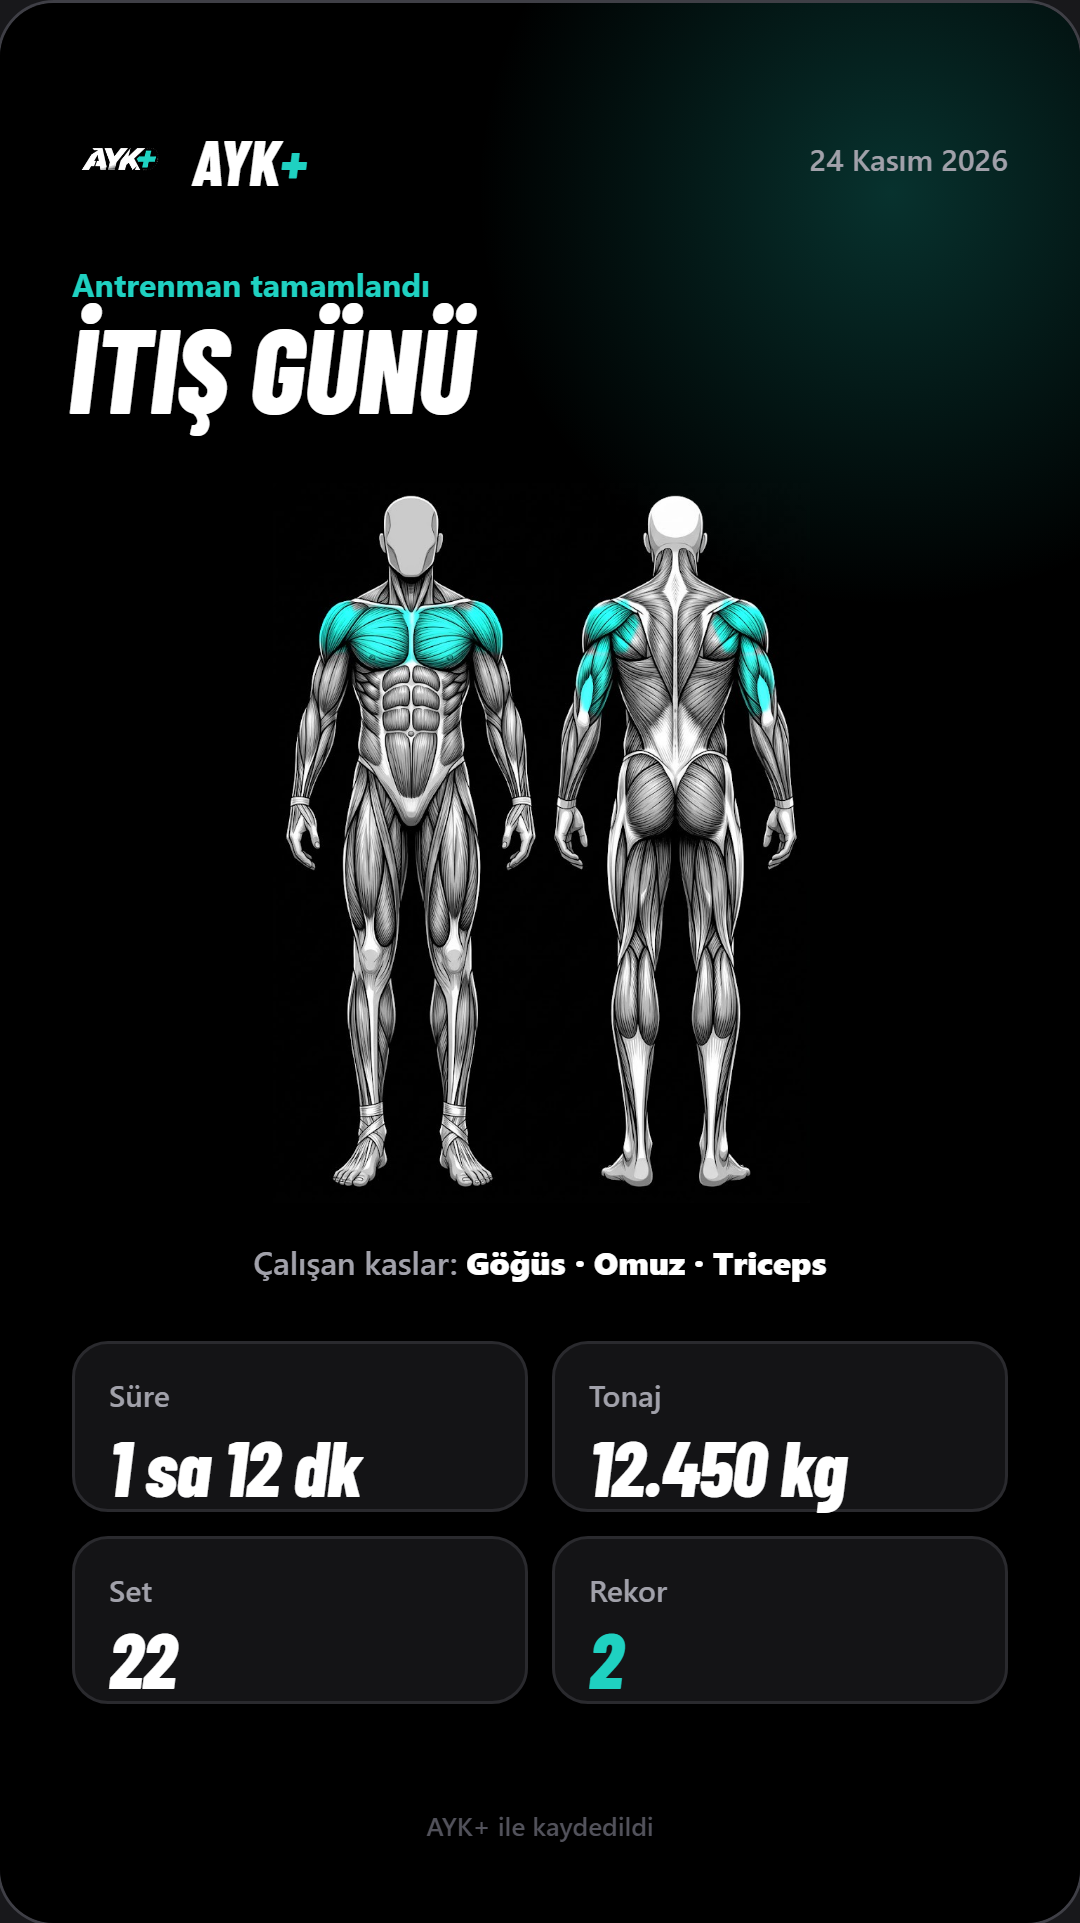 AYK+ AYK+
24 Kasım 2026
Antrenman tamamlandı
İTIŞ GÜNÜ
Çalışan kaslar: Göğüs · Omuz · Triceps
Süre
1 sa 12 dk
Tonaj
12.450 kg
Set
22
Rekor
2
AYK+ ile kaydedildi